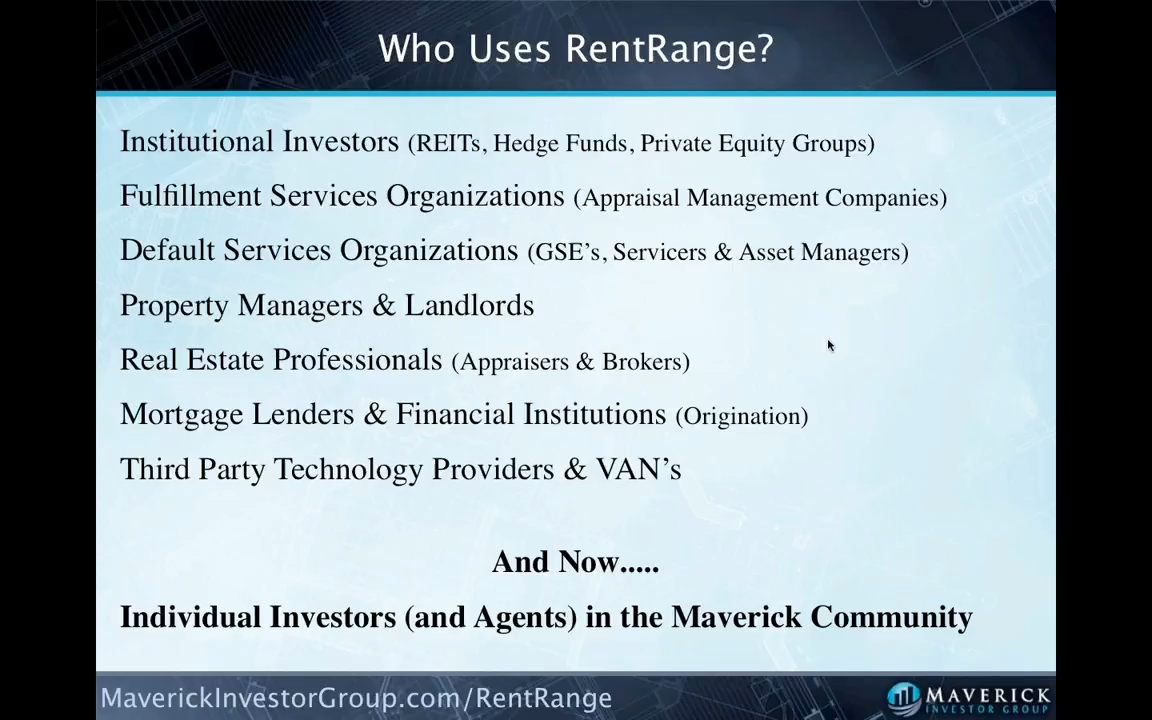 Who Uses RentRange?
Institutional Investors (REITs, Hedge Funds, Private Equity Groups)
Fulfillment Services Organizations (Appraisal Management Companies)
Default Services Organizations (GSE’s, Servicers & Asset Managers)
Property Managers & Landlords
Real Estate Professionals (Appraisers & Brokers)
Mortgage Lenders & Financial Institutions (Origination)
Third Party Technology Providers & VAN’s
And Now.....
Individual Investors (and Agents) in the Maverick Community
MaverickInvestorGroup.com/RentRange
MAVERICK
INVESTOR GROUP